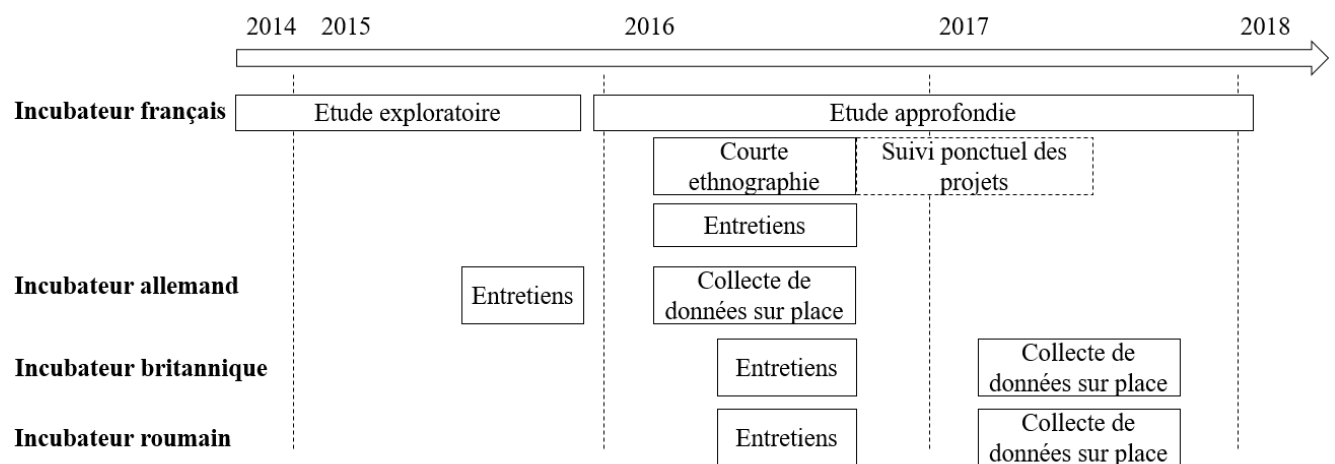 2014 2015 2016 2017 2018
Incubateur français
Etude exploratoire
Etude approfondie
Courte
ethnographie
Suivi ponctuel des
projets
Entretiens
Incubateur allemand
Entretiens
Collecte de
données sur place
Incubateur britannique
Entretiens
Collecte de
données sur place
Incubateur roumain
Entretiens
Collecte de
données sur place